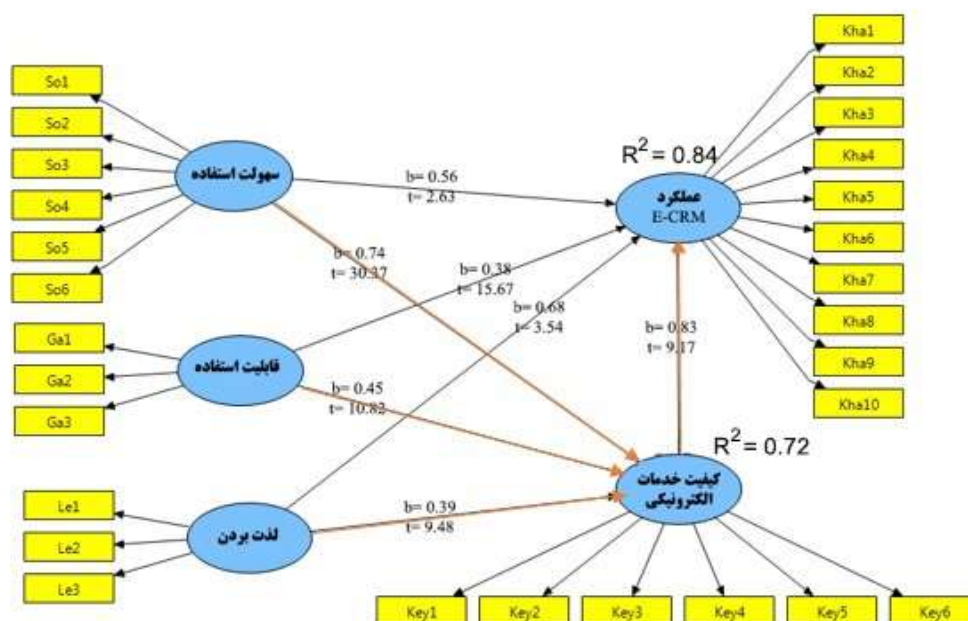 Kha1
Kha2
Kha3
Kha4
Kha5
Kha6
Kha7
Kha8
Kha9
Kha10
So1
So2
So3
So4
So5
So6
سهولت استفاده
R² = 0.84
عملکرد
E-CRM
b= 0.56
t= 2.63
b= 0.74
t= 30.37
b= 0.38
t= 15.67
b= 0.68
t= 3.54
b= 0.83
t= 9.17
Ga1
Ga2
Ga3
قابلیت استفاده
b= 0.45
t= 10.82
R² = 0.72
کیفیت خدمات
الکترونیکی
Le1
Le2
Le3
لذت بردن
b= 0.39
t= 9.48
Key1
Key2
Key3
Key4
Key5
Key6